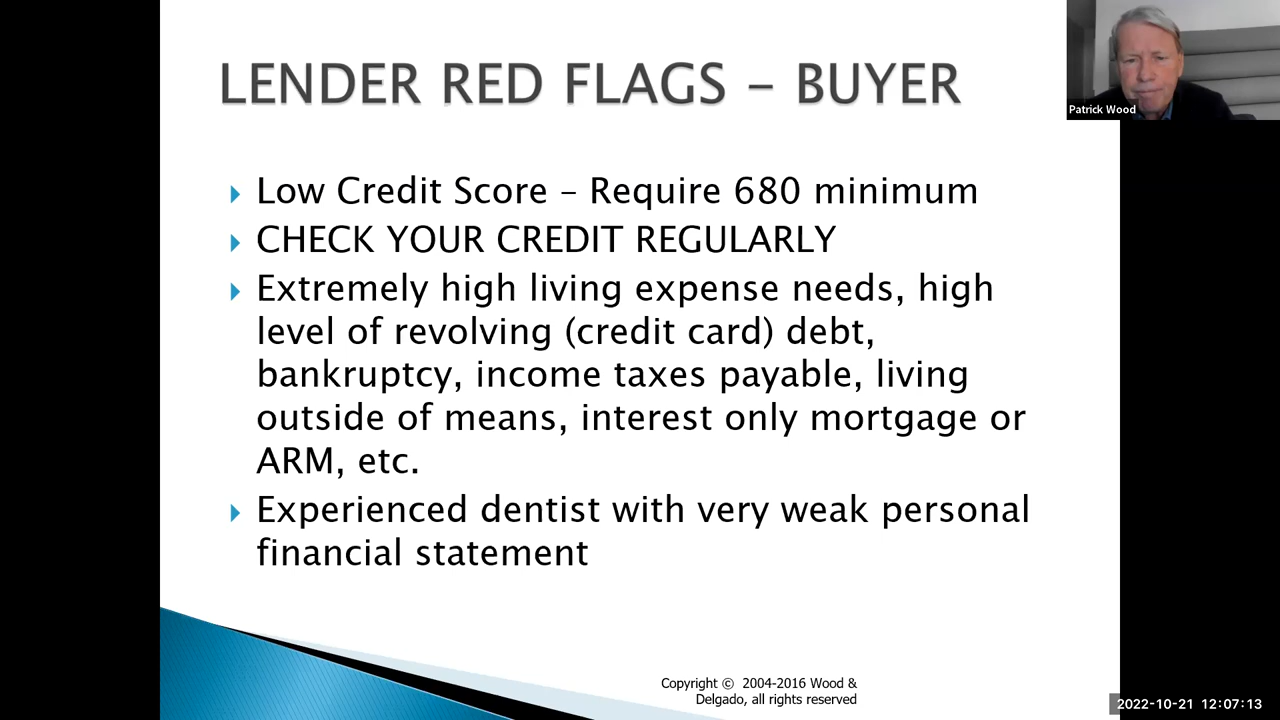 LENDER RED FLAGS – BUYER
Patrick Wood
Low Credit Score – Require 680 minimum
CHECK YOUR CREDIT REGULARLY
Extremely high living expense needs, high
level of revolving (credit card) debt,
bankruptcy, income taxes payable, living
outside of means, interest only mortgage or
ARM, etc.
Experienced dentist with very weak personal
financial statement
Copyright © 2004-2016 Wood &
Delgado, all rights reserved
2022-10-21 12:07:13